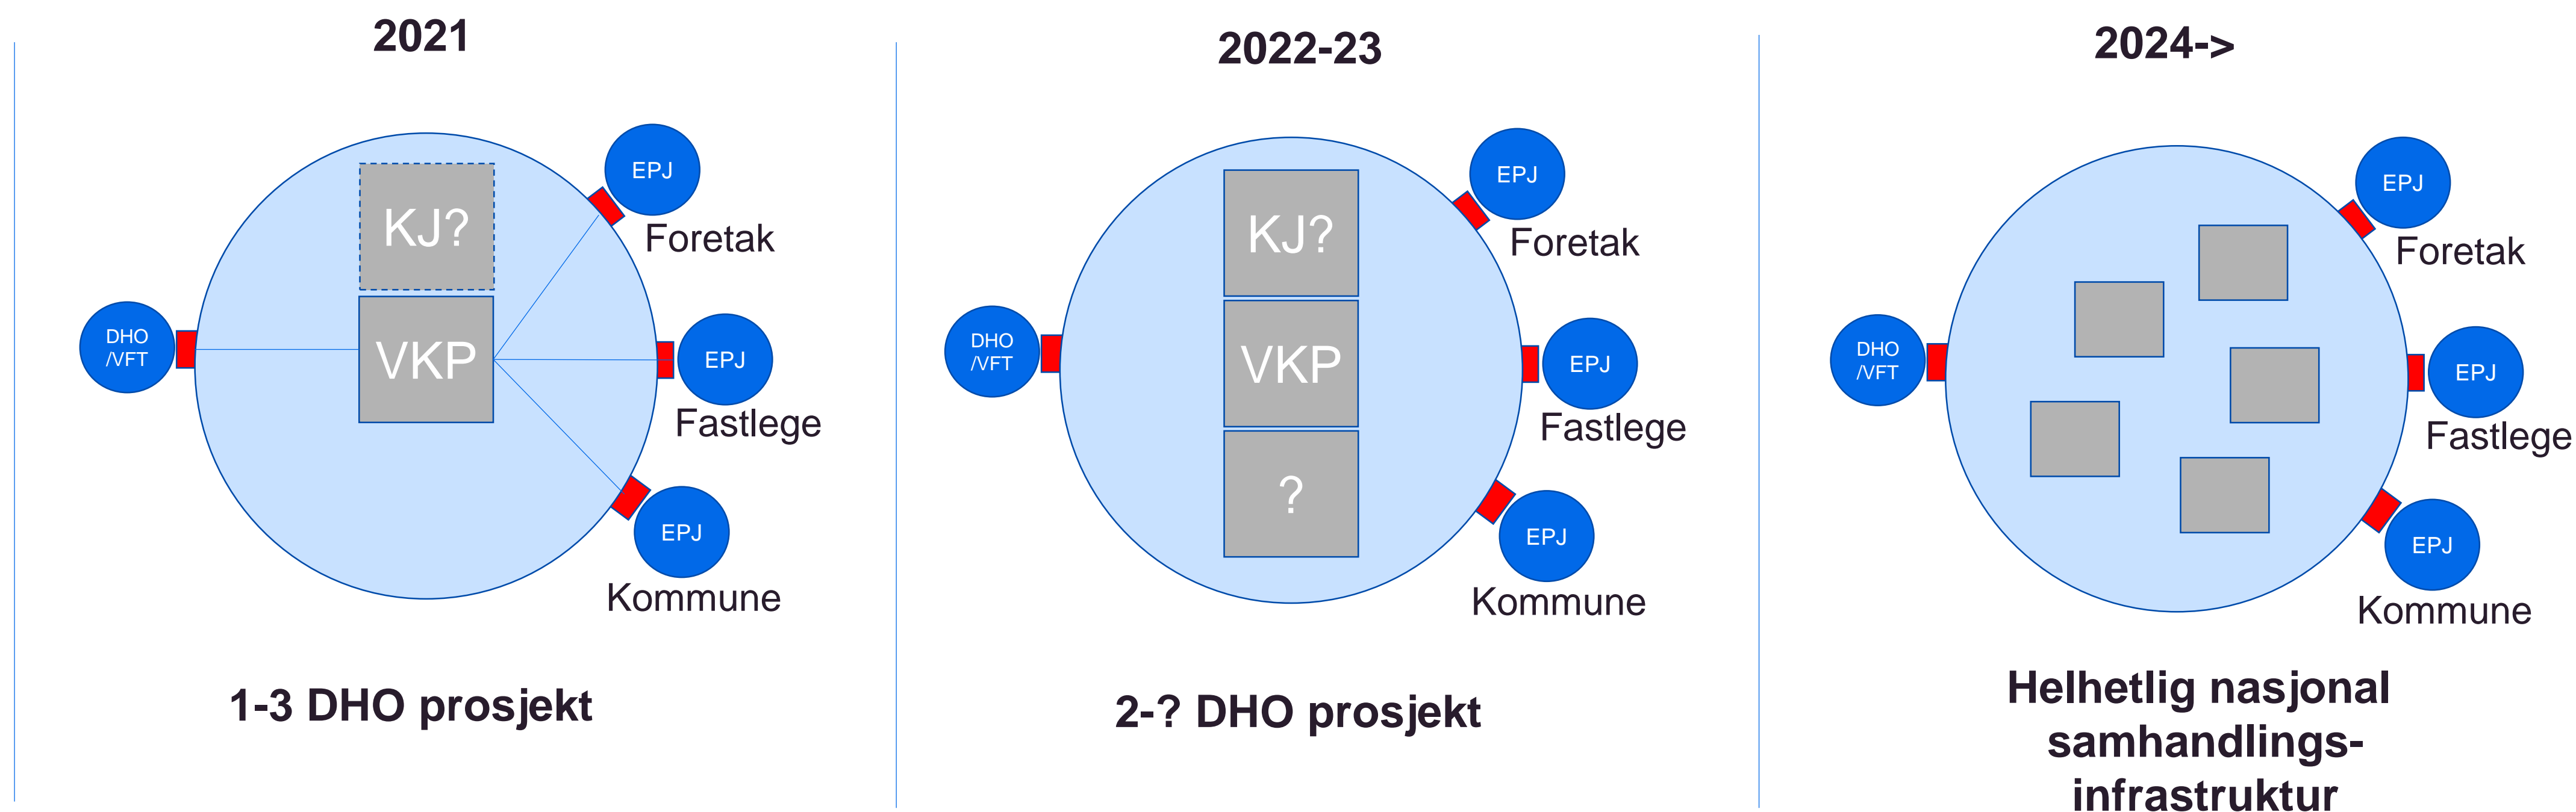 2021
KJ?
VKP
DHO
/VFT
EPJ
Foretak
EPJ
Fastlege
EPJ
Kommune
1-3 DHO prosjekt
2022-23
KJ?
VKP
?
DHO
/VFT
EPJ
Foretak
EPJ
Fastlege
EPJ
Kommune
2-? DHO prosjekt
2024->
DHO
/VFT
EPJ
Foretak
EPJ
Fastlege
EPJ
Kommune
Helhetlig nasjonal
samhandlings-
infrastruktur